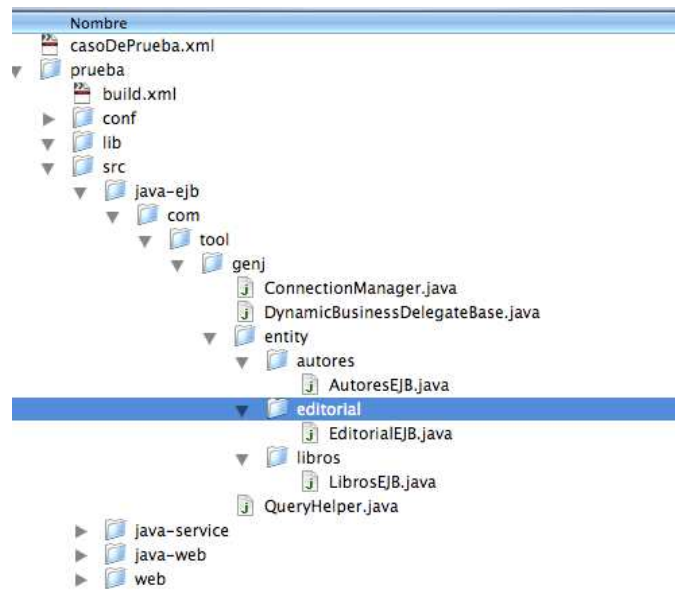 Nombre
casoDePrueba.xml
prueba
build.xml
conf
lib
src
java-ejb
com
tool
genj
ConnectionManager.java
DynamicBusinessDelegateBase.java
entity
autores
AutoresEJB.java
editorial
EditorialEJB.java
libros
LibrosEJB.java
QueryHelper.java
java-service
java-web
web